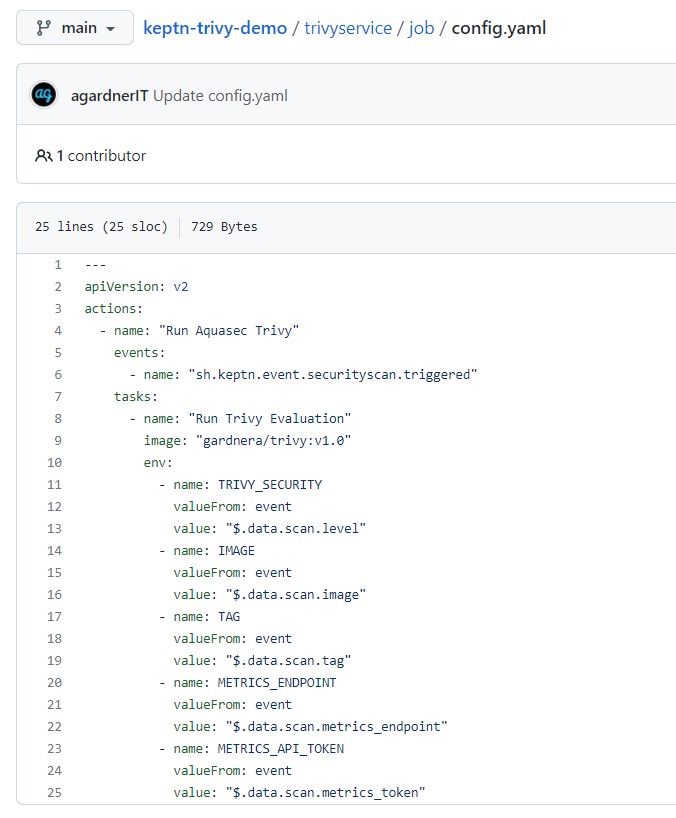 main
keptn-trivy-demo / trivyservice / job / config.yaml
ag agardnerIT Update config.yaml
1 contributor
25 lines (25 sloc) 729 Bytes
1 ---
2 apiVersion: v2
3 actions:
4   - name: "Run Aquasec Trivy"
5     events:
6       - name: "sh.keptn.event.securityscan.triggered"
7     tasks:
8       - name: "Run Trivy Evaluation"
9         image: "gardnera/trivy:v1.0"
10         env:
11           - name: TRIVY_SECURITY
12             valueFrom: event
13             value: "$.data.scan.level"
14           - name: IMAGE
15             valueFrom: event
16             value: "$.data.scan.image"
17           - name: TAG
18             valueFrom: event
19             value: "$.data.scan.tag"
20           - name: METRICS_ENDPOINT
21             valueFrom: event
22             value: "$.data.scan.metrics_endpoint"
23           - name: METRICS_API_TOKEN
24             valueFrom: event
25             value: "$.data.scan.metrics_token"